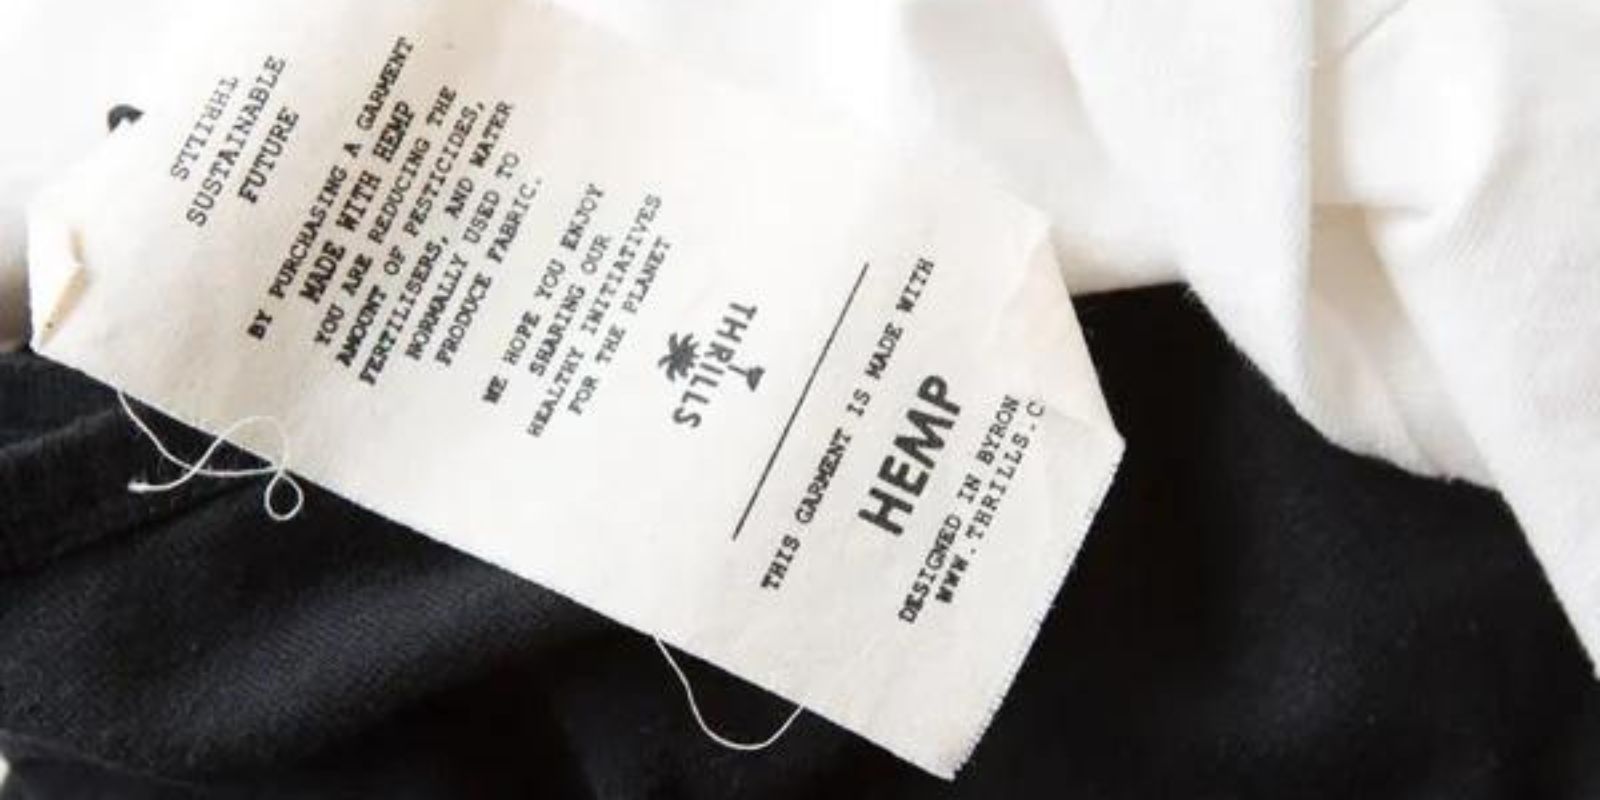 THRILLS
SUSTAINABLE
FUTURE
BY PURCHASING A GARMENT
MADE WITH HEMP
YOU ARE REDUCING THE
AMOUNT OF PESTICIDES,
FERTILISERS, AND WATER
NORMALLY USED TO
PRODUCE FABRIC.
WE HOPE YOU ENJOY
SHARING OUR
HEALTHY INITIATIVES
FOR THE PLANET
THRILLS
THIS GARMENT IS MADE WITH
HEMP
DESIGNED IN BYRON
WWW.THRILLS.C